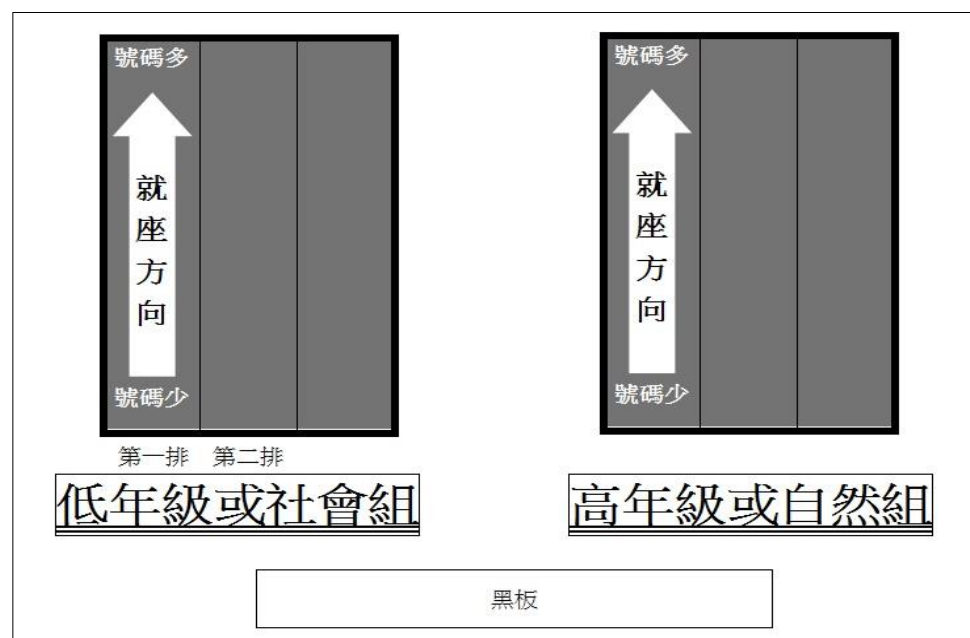 號碼多
就座方向
號碼少
號碼多
就座方向
號碼少
第一排 第二排
低年級或社會組
高年級或自然組
黑板